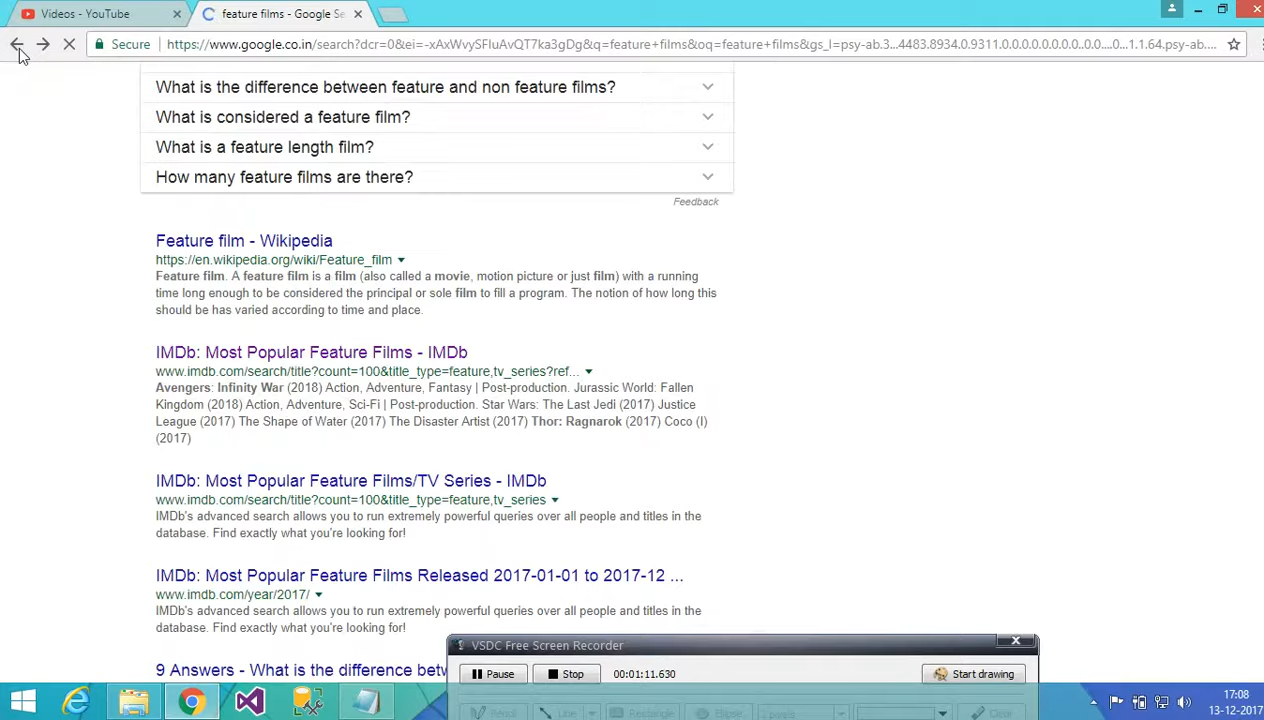 Videos - YouTube
feature films - Google Se
Secure
https://www.google.co.in/search?dcr=0&ei=-xAxWvySFIuAvQT7ka3gDg&q=feature+films&oq=feature+films&gs_l=psy-ab.3...4483.8934.0.9311.0.0.0.0.0.0.0.0..0.0....0...1.1.64.psy-ab....
What is the difference between feature and non feature films?
What is considered a feature film?
What is a feature length film?
How many feature films are there?
Feedback
Feature film - Wikipedia
https://en.wikipedia.org/wiki/Feature_film
Feature film. A feature film is a film (also called a movie, motion picture or just film) with a running
time long enough to be considered the principal or sole film to fill a program. The notion of how long this
should be has varied according to time and place.
IMDb: Most Popular Feature Films - IMDb
www.imdb.com/search/title?count=100&title_type=feature,tv_series?ref...
Avengers: Infinity War (2018) Action, Adventure, Fantasy | Post-production. Jurassic World: Fallen
Kingdom (2018) Action, Adventure, Sci-Fi | Post-production. Star Wars: The Last Jedi (2017) Justice
League (2017) The Shape of Water (2017) The Disaster Artist (2017) Thor: Ragnarok (2017) Coco (I)
(2017)
IMDb: Most Popular Feature Films/TV Series - IMDb
www.imdb.com/search/title?count=100&title_type=feature,tv_series
IMDb's advanced search allows you to run extremely powerful queries over all people and titles in the
database. Find exactly what you're looking for!
IMDb: Most Popular Feature Films Released 2017-01-01 to 2017-12 ...
www.imdb.com/year/2017/
IMDb's advanced search allows you to run extremely powerful queries over all people and titles in the
database. Find exactly what you're looking for!
9 Answers - What is the difference betw
VSDC Free Screen Recorder
Pause
Stop
00:01:11.630
Start drawing
Pencil
Line
Rectangle
Ellipse
2 pixels
Clear
17:08
13-12-2017